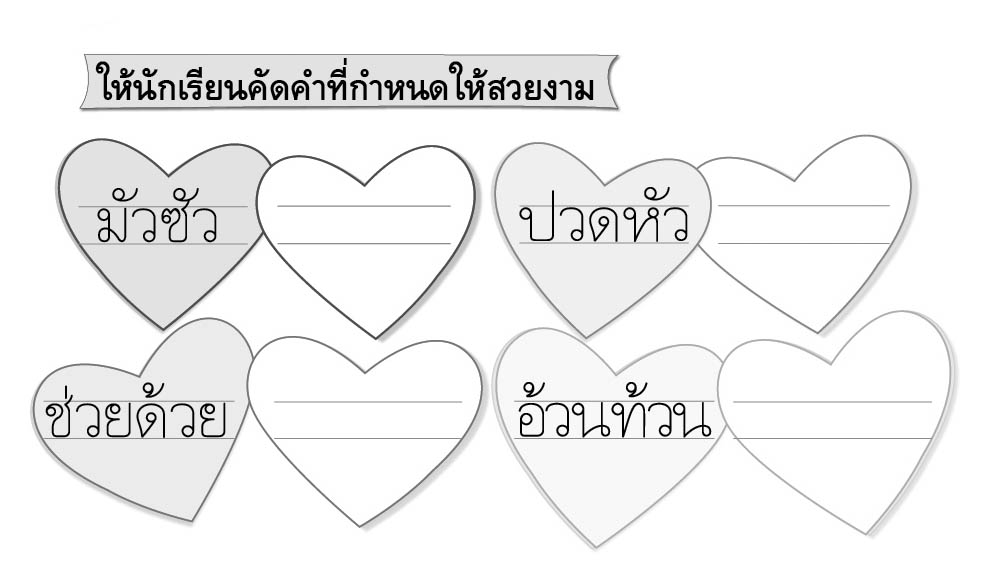 ให้นักเรียนคัดคำที่กำหนดให้สวยงาม
มัวซัว
ปวดหัว
ช่วยด้วย
อ้วนท้วน